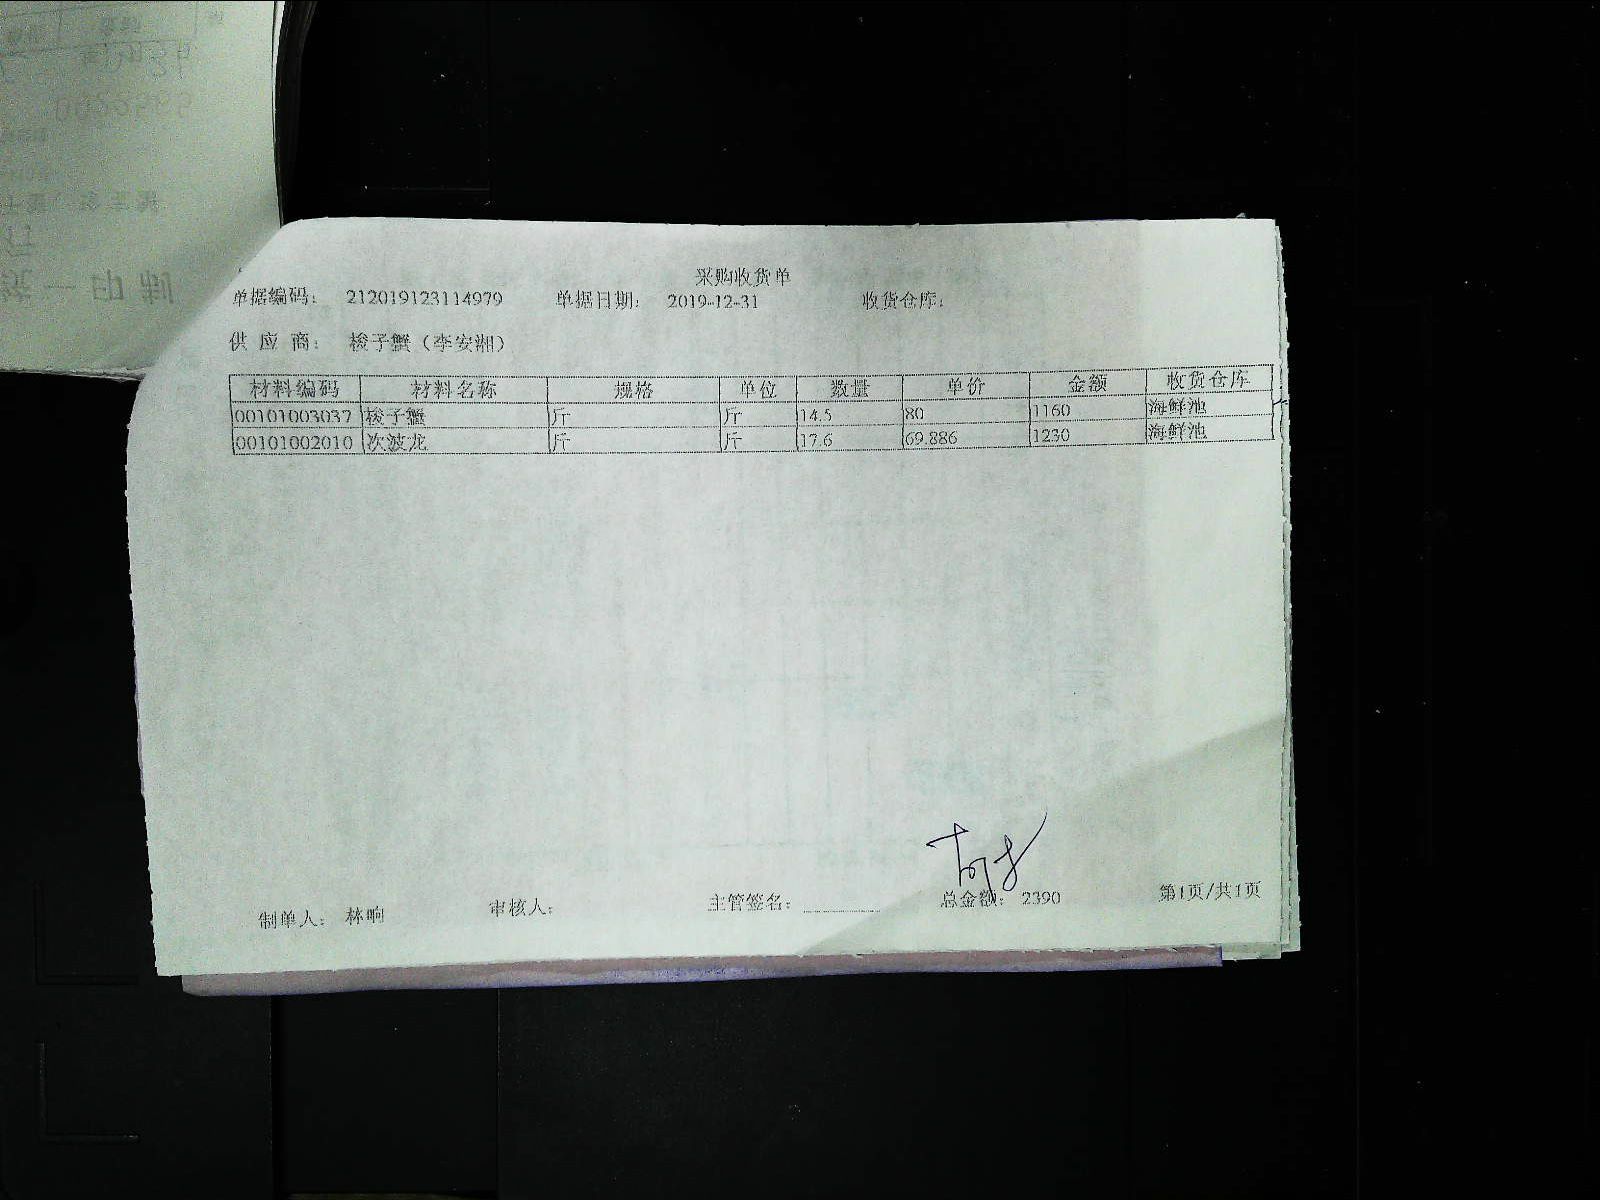 采购收货单
单据编码： 212019123114979 单据日期： 2019-12-31 收货仓库：
供 应 商： 梭子蟹（李安湘）
材料编码 材料名称 规格 单位 数量 单价 金额 收货仓库
00101003037 梭子蟹 斤 斤 14.5 80 1160 海鲜池
00101002010 次波龙 斤 斤 17.6 69.886 1230 海鲜池
制单人： 林晌 审核人： 主管签名： 总金额： 2390 第1页/共1页